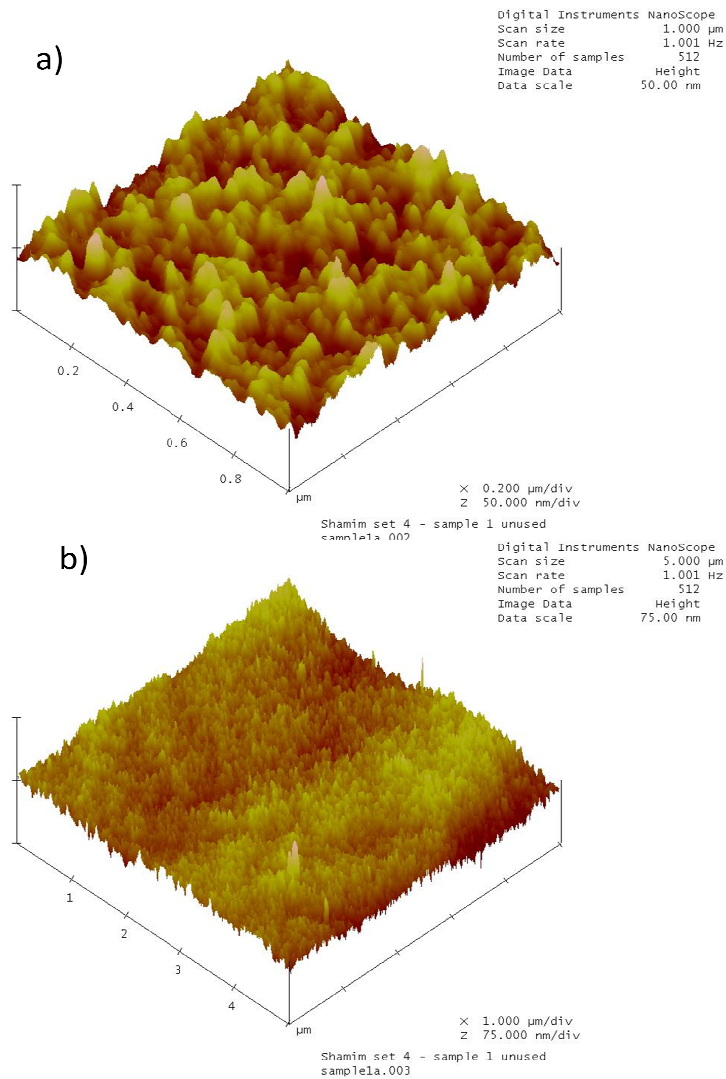 a)
Digital Instruments NanoScope
Scan size 1.000 µm
Scan rate 1.001 Hz
Number of samples 512
Image Data Height
Data scale 50.00 nm
0.2
0.4
0.6
0.8
µm
X 0.200 µm/div
Z 50.000 nm/div
Shamim set 4 - sample 1 unused
sample1a.002
b)
Digital Instruments NanoScope
Scan size 5.000 µm
Scan rate 1.001 Hz
Number of samples 512
Image Data Height
Data scale 75.00 nm
1
2
3
4
µm
X 1.000 µm/div
Z 75.000 nm/div
Shamim set 4 - sample 1 unused
sample1a.003